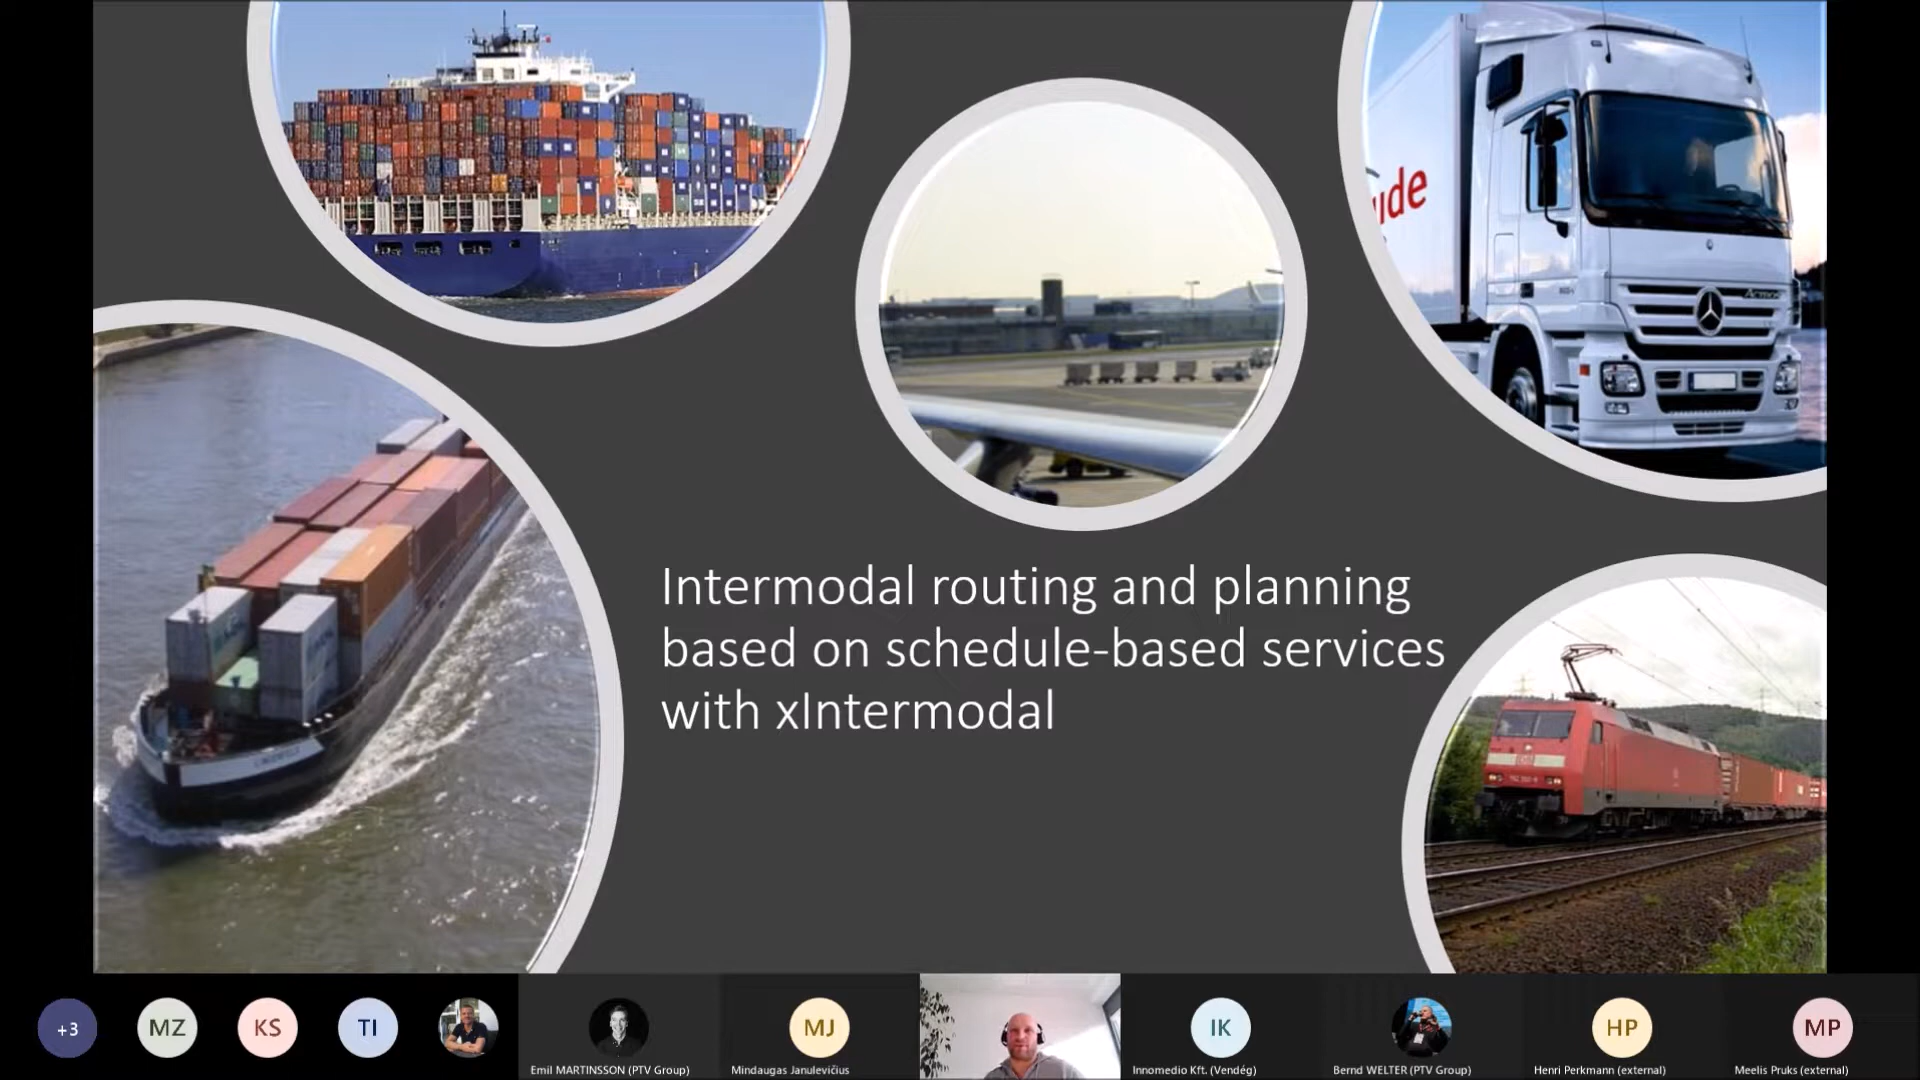 ude
Actros
Intermodal routing and planning
based on schedule-based services
with xIntermodal
+3
MZ
KS
TI
MJ
IK
HP
MP
Emil MARTINSSON (PTV Group)
Mindaugas Janulevičius
Innomedio Kft. (Vendég)
Bernd WELTER (PTV Group)
Henri Perkmann (external)
Meelis Pruks (external)